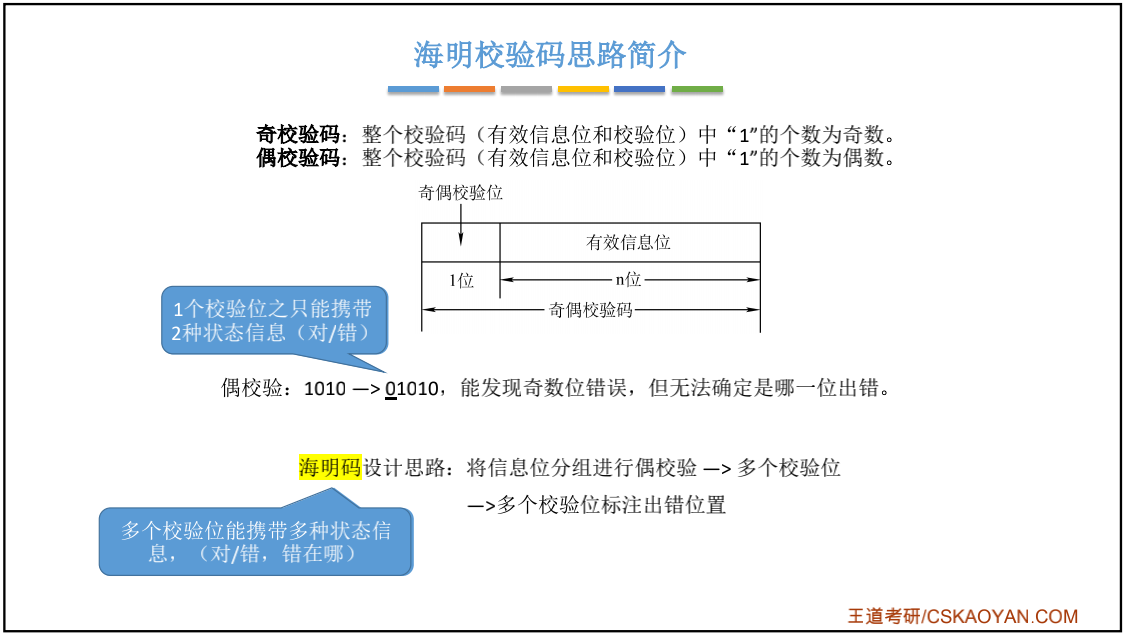 海明校验码思路简介
奇校验码：整个校验码（有效信息位和校验位）中“1”的个数为奇数。
偶校验码：整个校验码（有效信息位和校验位）中“1”的个数为偶数。
奇偶校验位
有效信息位
1位
n位
奇偶校验码
1个校验位之只能携带
2种状态信息（对/错）
偶校验：1010 —> 01010，能发现奇数位错误，但无法确定是哪一位出错。
海明码设计思路：将信息位分组进行偶校验 —> 多个校验位
—>多个校验位标注出错位置
多个校验位能携带多种状态信
息，（对/错，错在哪）
王道考研/CSKAOYAN.COM